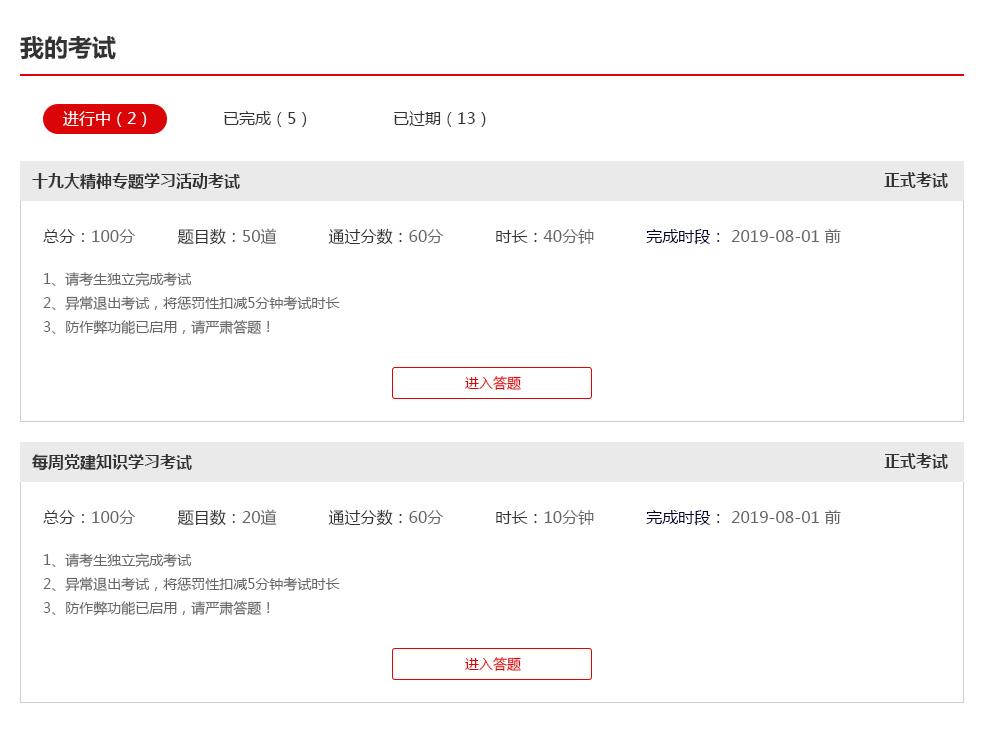 我的考试
进行中（2） 已完成（5） 已过期（13）
十九大精神专题学习活动考试 正式考试
总分：100分 题目数：50道 通过分数：60分 时长：40分钟 完成时段： 2019-08-01 前
1、请考生独立完成考试
2、异常退出考试，将惩罚性扣减5分钟考试时长
3、防作弊功能已启用，请严肃答题！
进入答题
每周党建知识学习考试 正式考试
总分：100分 题目数：20道 通过分数：60分 时长：10分钟 完成时段： 2019-08-01 前
1、请考生独立完成考试
2、异常退出考试，将惩罚性扣减5分钟考试时长
3、防作弊功能已启用，请严肃答题！
进入答题